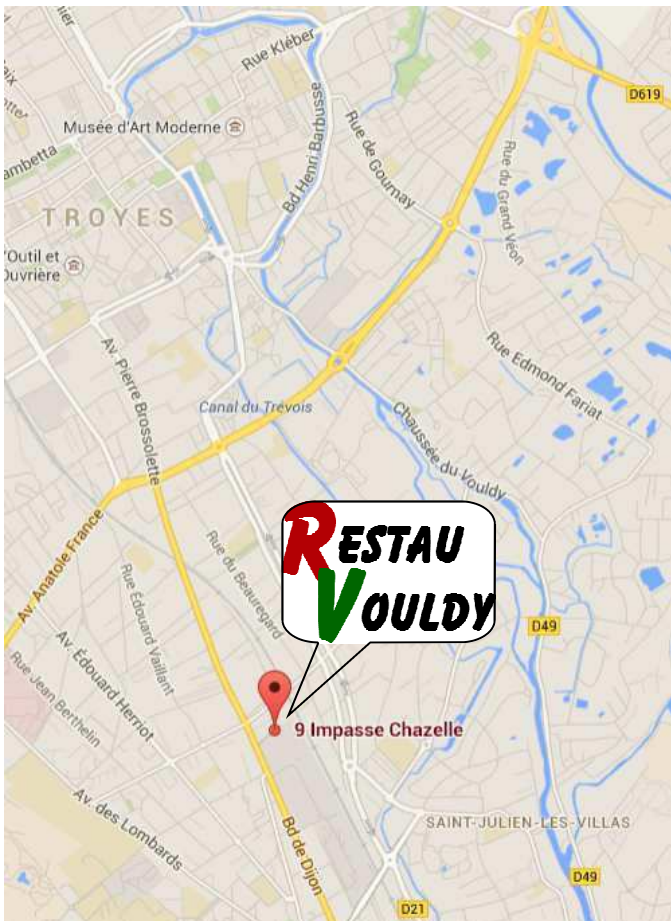 nier
Rue Kléber
D619
Musée d'Art Moderne
Bd Henri Barbusse
Rue de Gournay
Rue du Grand Véon
ambetta
TROYES
'Outil et
Ouvrière
Av. Pierre Brossolette
Rue Edmond Fariat
Canal du Trévois
Chaussée du Vouldy
Av. Anatole France
Rue du Beauregard
RESTAU
VOULDY
Rue Édouard Vaillant
D49
Av. Édouard Herriot
Rue Jean Berthelin
9 Impasse Chazelle
Av. des Lombards
Bd de Dijon
SAINT-JULIEN-LES-VILLAS
D49
D21